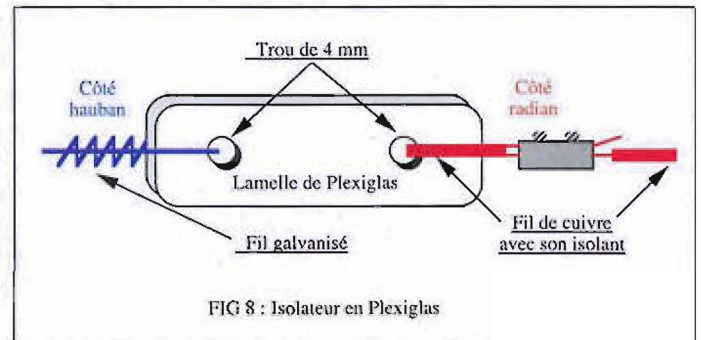 Trou de 4 mm
Côté
hauban
Côté
radian
Lamelle de Plexiglas
Fil galvanisé
Fil de cuivre
avec son isolant
FIG 8 : Isolateur en Plexiglas